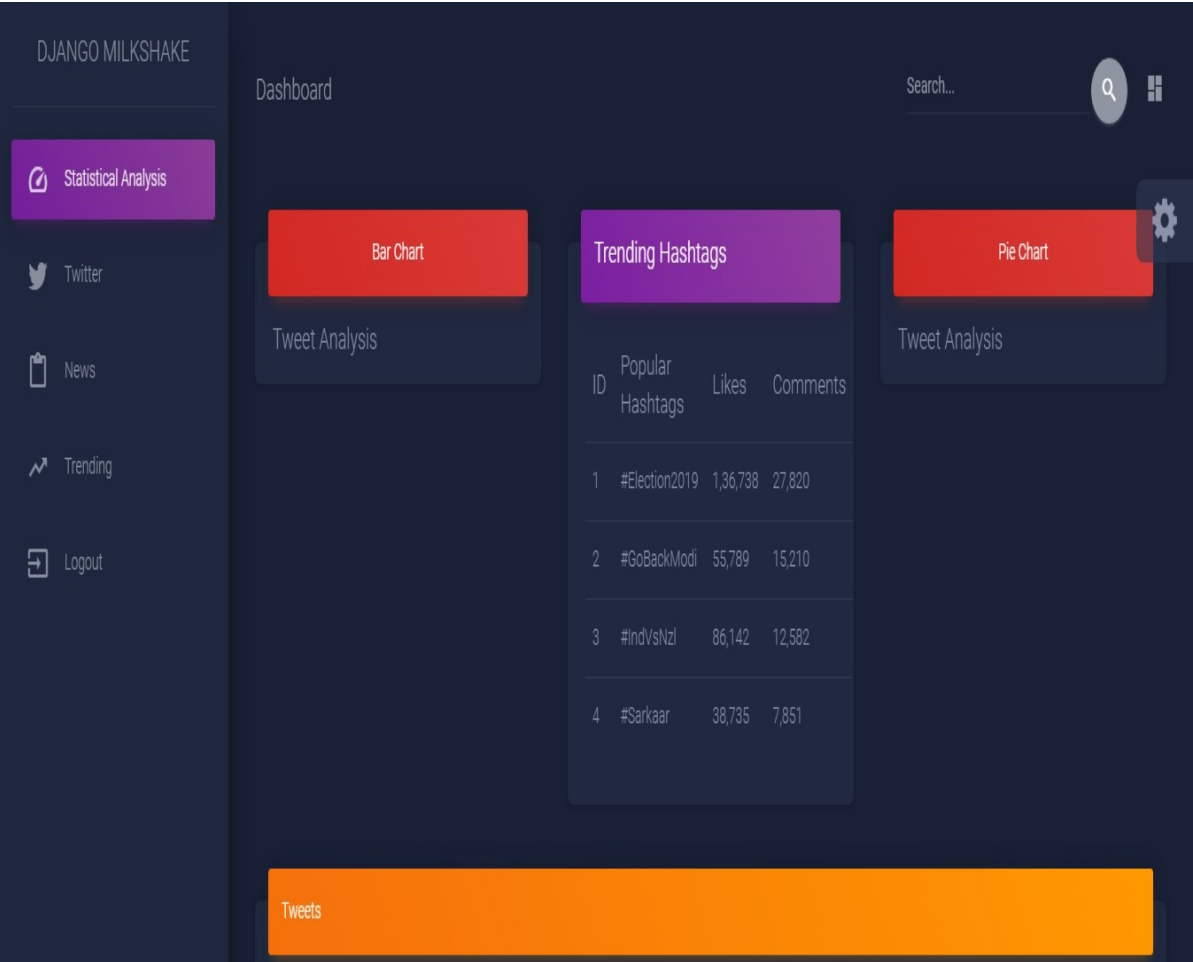 DJANGO MILKSHAKE
Statistical Analysis
Twitter
News
Trending
Logout
Dashboard
Search...
Bar Chart
Tweet Analysis
Trending Hashtags
ID Popular Hashtags Likes Comments
1 #Election2019 1,36,738 27,820
2 #GoBackModi 55,789 15,210
3 #IndVsNzl 86,142 12,582
4 #Sarkaar 38,735 7,851
Pie Chart
Tweet Analysis
Tweets